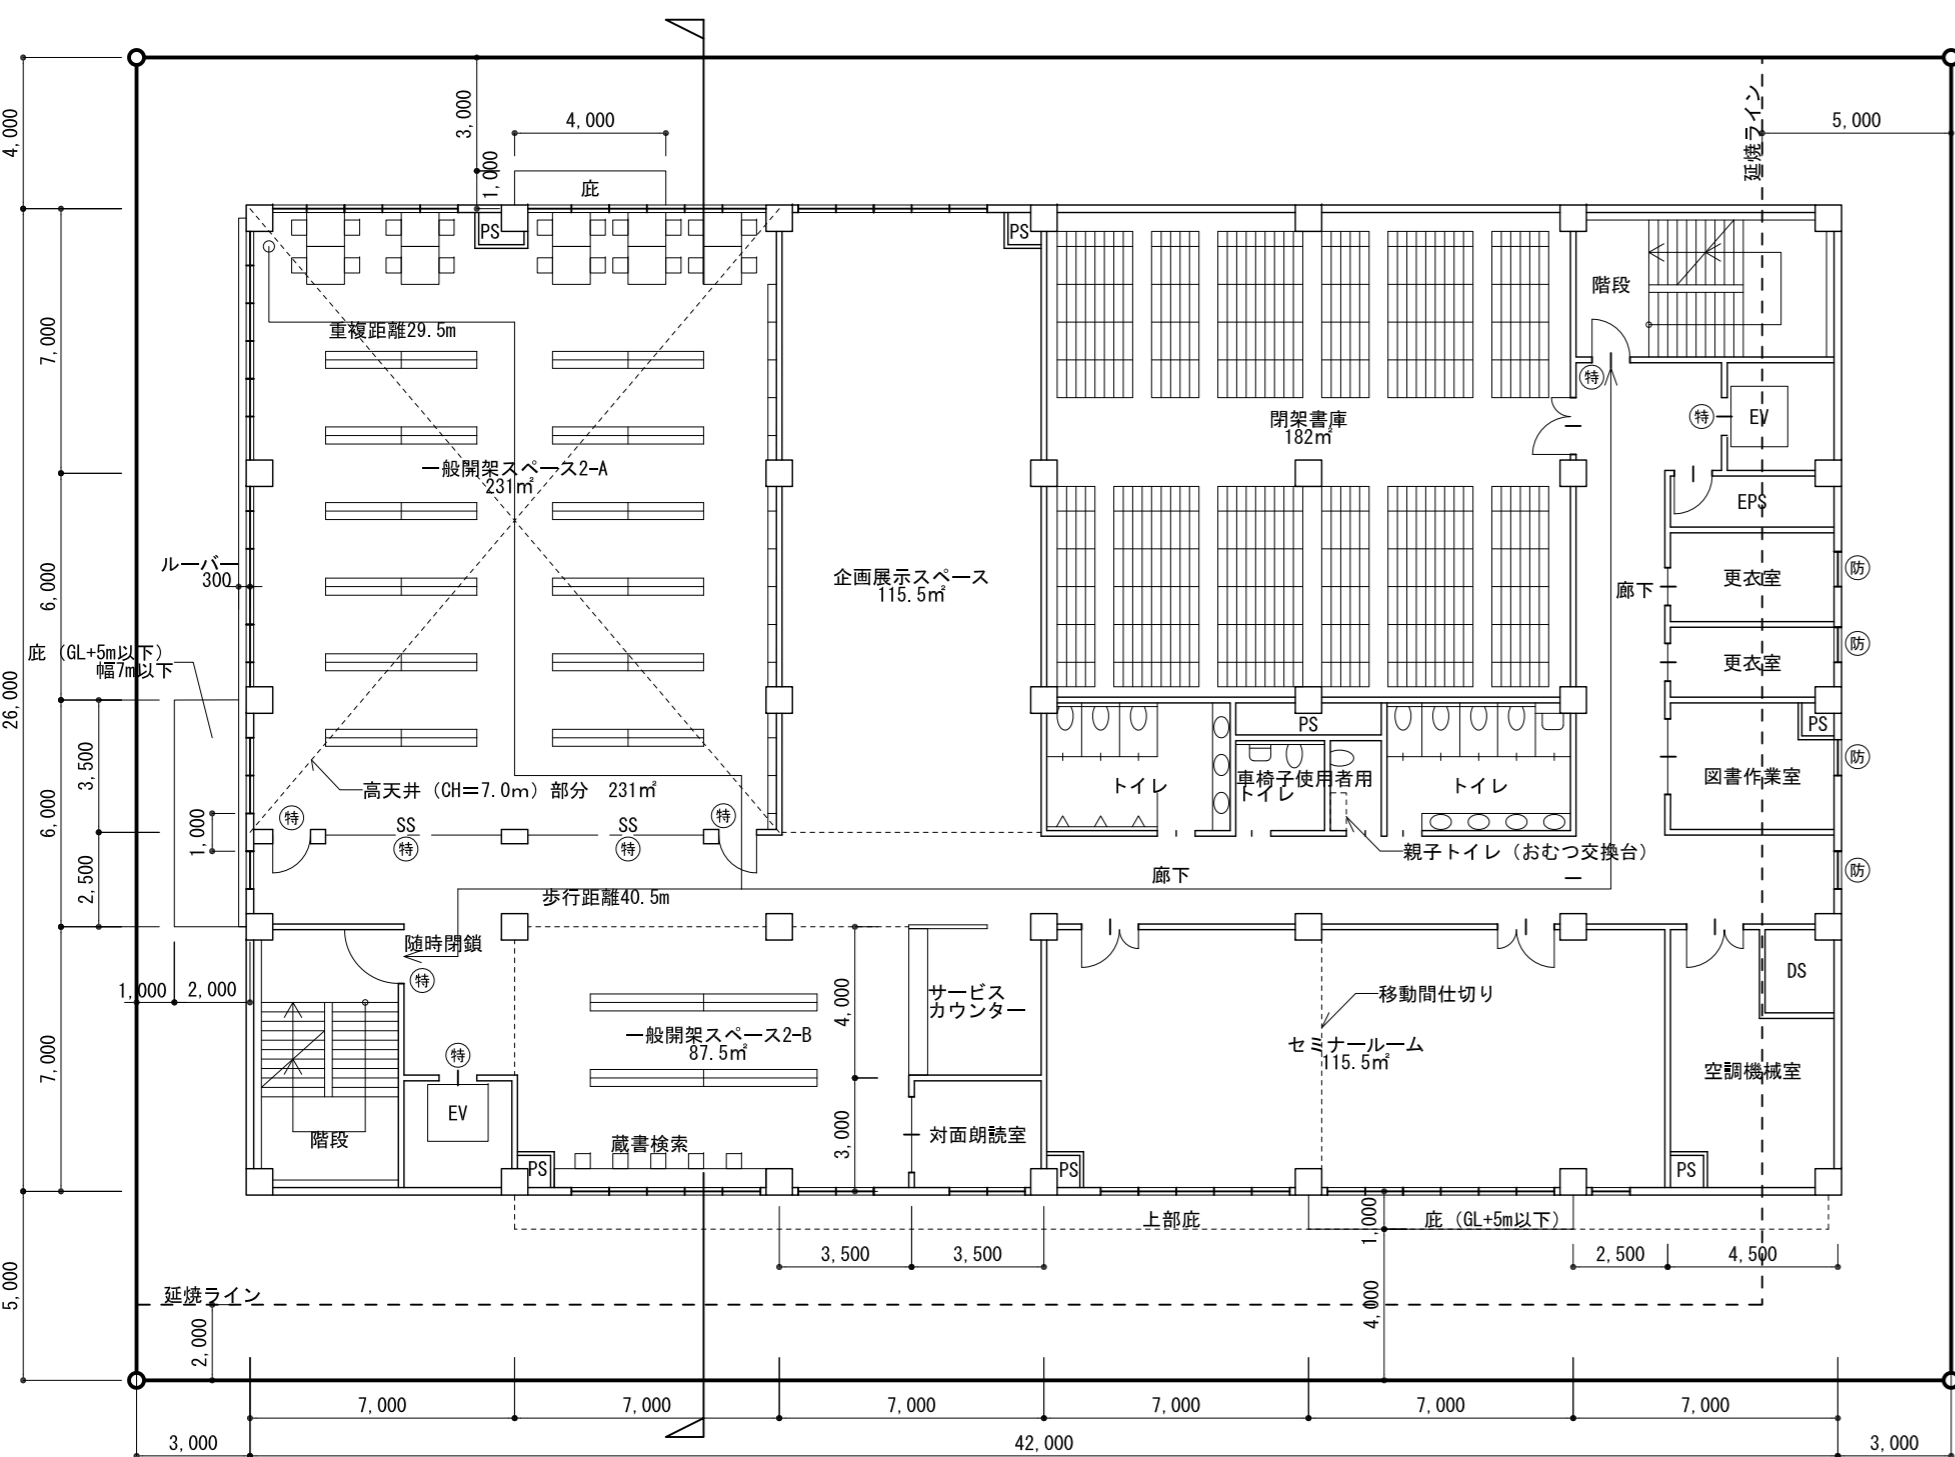 4,000
3,000
4,000
1,000
庇
延焼ライン
5,000
PS
PS
階段
重複距離29.5m
7,000
特
特
EV
閉架書庫
182㎡
一般開架スペース2-A
231㎡
EPS
ルーバー
300
企画展示スペース
115.5㎡
更衣室
防
廊下
6,000
庇（GL+5m以下）
幅7m以下
更衣室
防
26,000
3,500
PS
PS
トイレ
車椅子使用者用
トイレ
トイレ
図書作業室
防
高天井（CH＝7.0m）部分　231㎡
6,000
1,000
特
SS
特
SS
特
特
親子トイレ（おむつ交換台）
防
2,500
廊下
歩行距離40.5m
随時閉鎖
特
1,000
2,000
DS
4,000
サービス
カウンター
移動間仕切り
7,000
一般開架スペース2-B
87.5㎡
セミナールーム
115.5㎡
特
空調機械室
EV
階段
3,000
対面朗読室
蔵書検索
PS
PS
PS
上部庇
1,000
庇（GL+5m以下）
3,500
3,500
2,500
4,500
5,000
延焼ライン
2,000
4,000
7,000
7,000
7,000
7,000
7,000
7,000
3,000
42,000
3,000